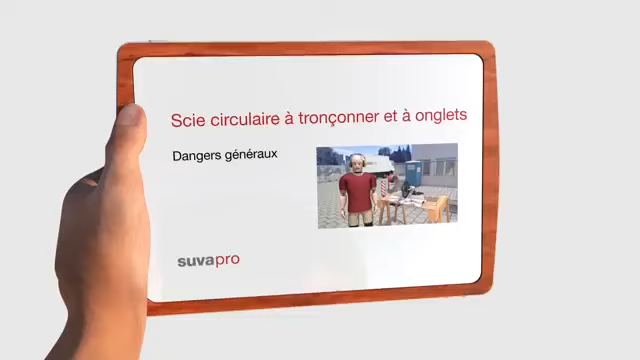 Scie circulaire à tronçonner et à onglets
Dangers généraux
suvapro